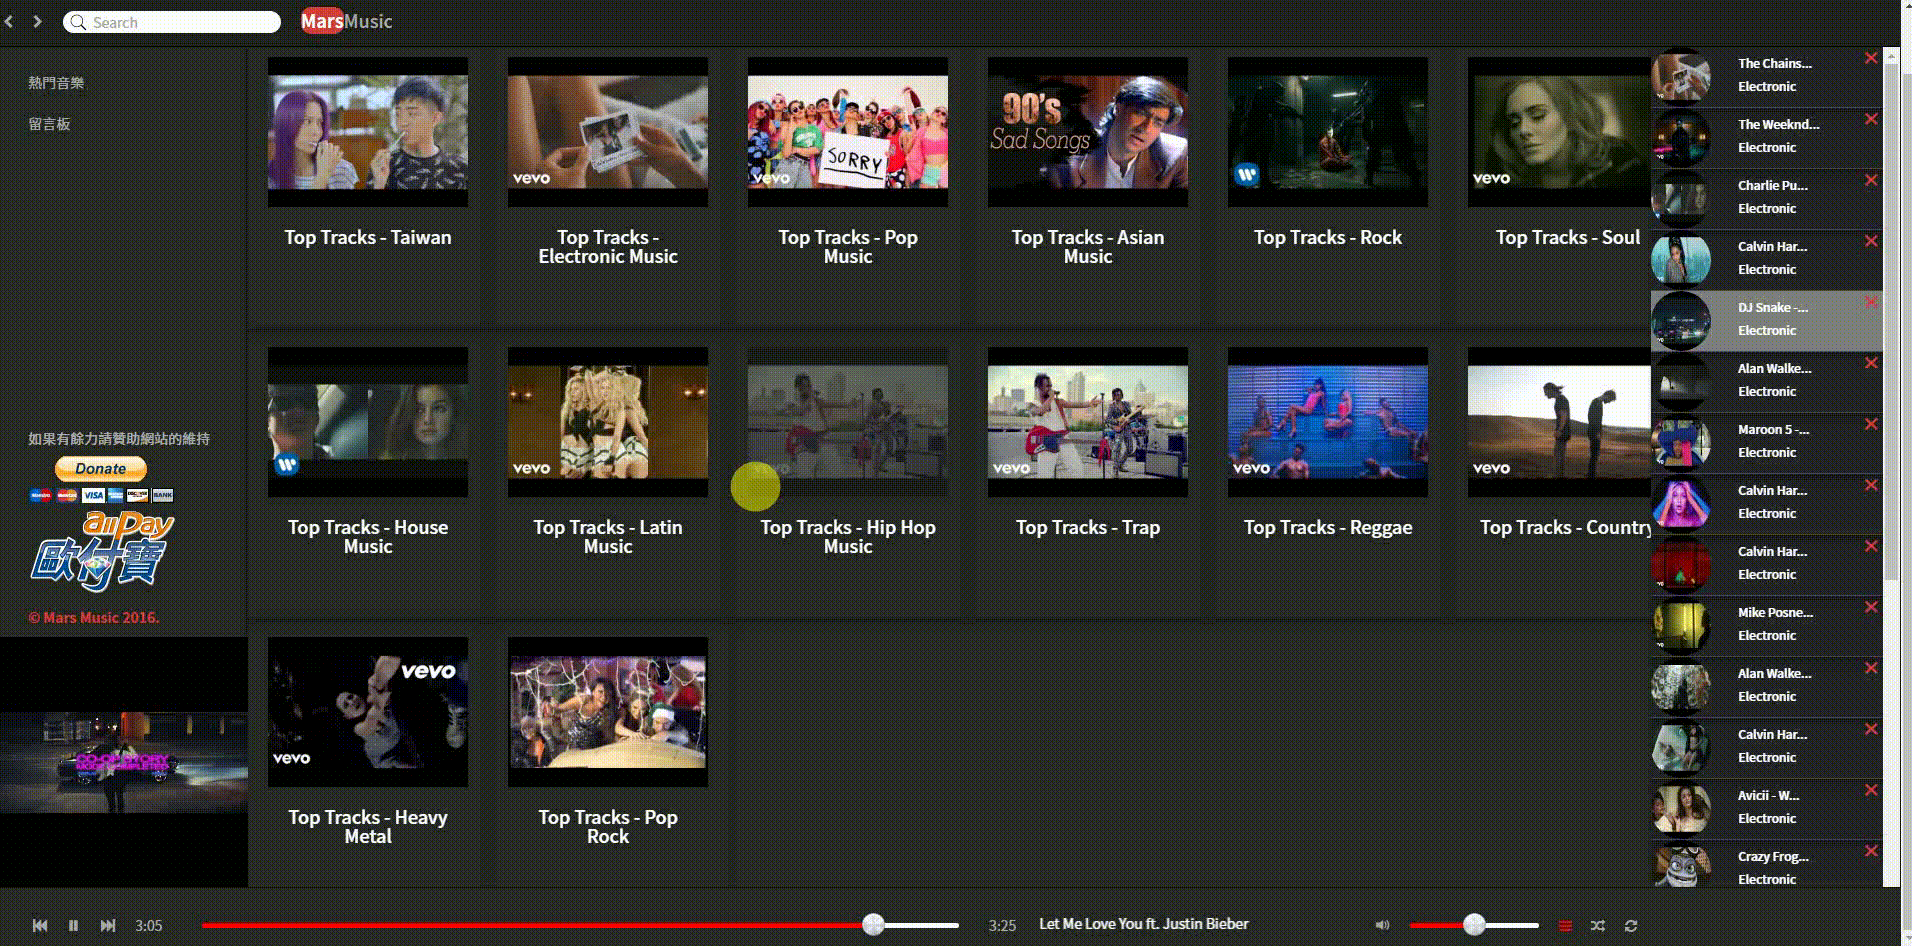 Search
MarsMusic
熱門音樂
留言板
如果有餘力請贊助網站的維持
Donate
VISA
BANK
allPay
歐付寶
© Mars Music 2016.
CO-OP STORY
MODE COMPLETED
90's
Sad Songs
SORRY
vevo
vevo
vevo
Top Tracks - Taiwan
Top Tracks -
Electronic Music
Top Tracks - Pop
Music
Top Tracks - Asian
Music
Top Tracks - Rock
Top Tracks - Soul
vevo
vevo
vevo
vevo
Top Tracks - House
Music
Top Tracks - Latin
Music
Top Tracks - Hip Hop
Music
Top Tracks - Trap
Top Tracks - Reggae
Top Tracks - Country
vevo
vevo
Top Tracks - Heavy
Metal
Top Tracks - Pop
Rock
The Chains...
Electronic
The Weeknd...
Electronic
Charlie Pu...
Electronic
Calvin Har...
Electronic
DJ Snake -...
Electronic
Alan Walke...
Electronic
Maroon 5 -...
Electronic
Calvin Har...
Electronic
Calvin Har...
Electronic
Mike Posne...
Electronic
Alan Walke...
Electronic
Calvin Har...
Electronic
Avicii - W...
Electronic
Crazy Frog...
Electronic
3:05
3:25
Let Me Love You ft. Justin Bieber